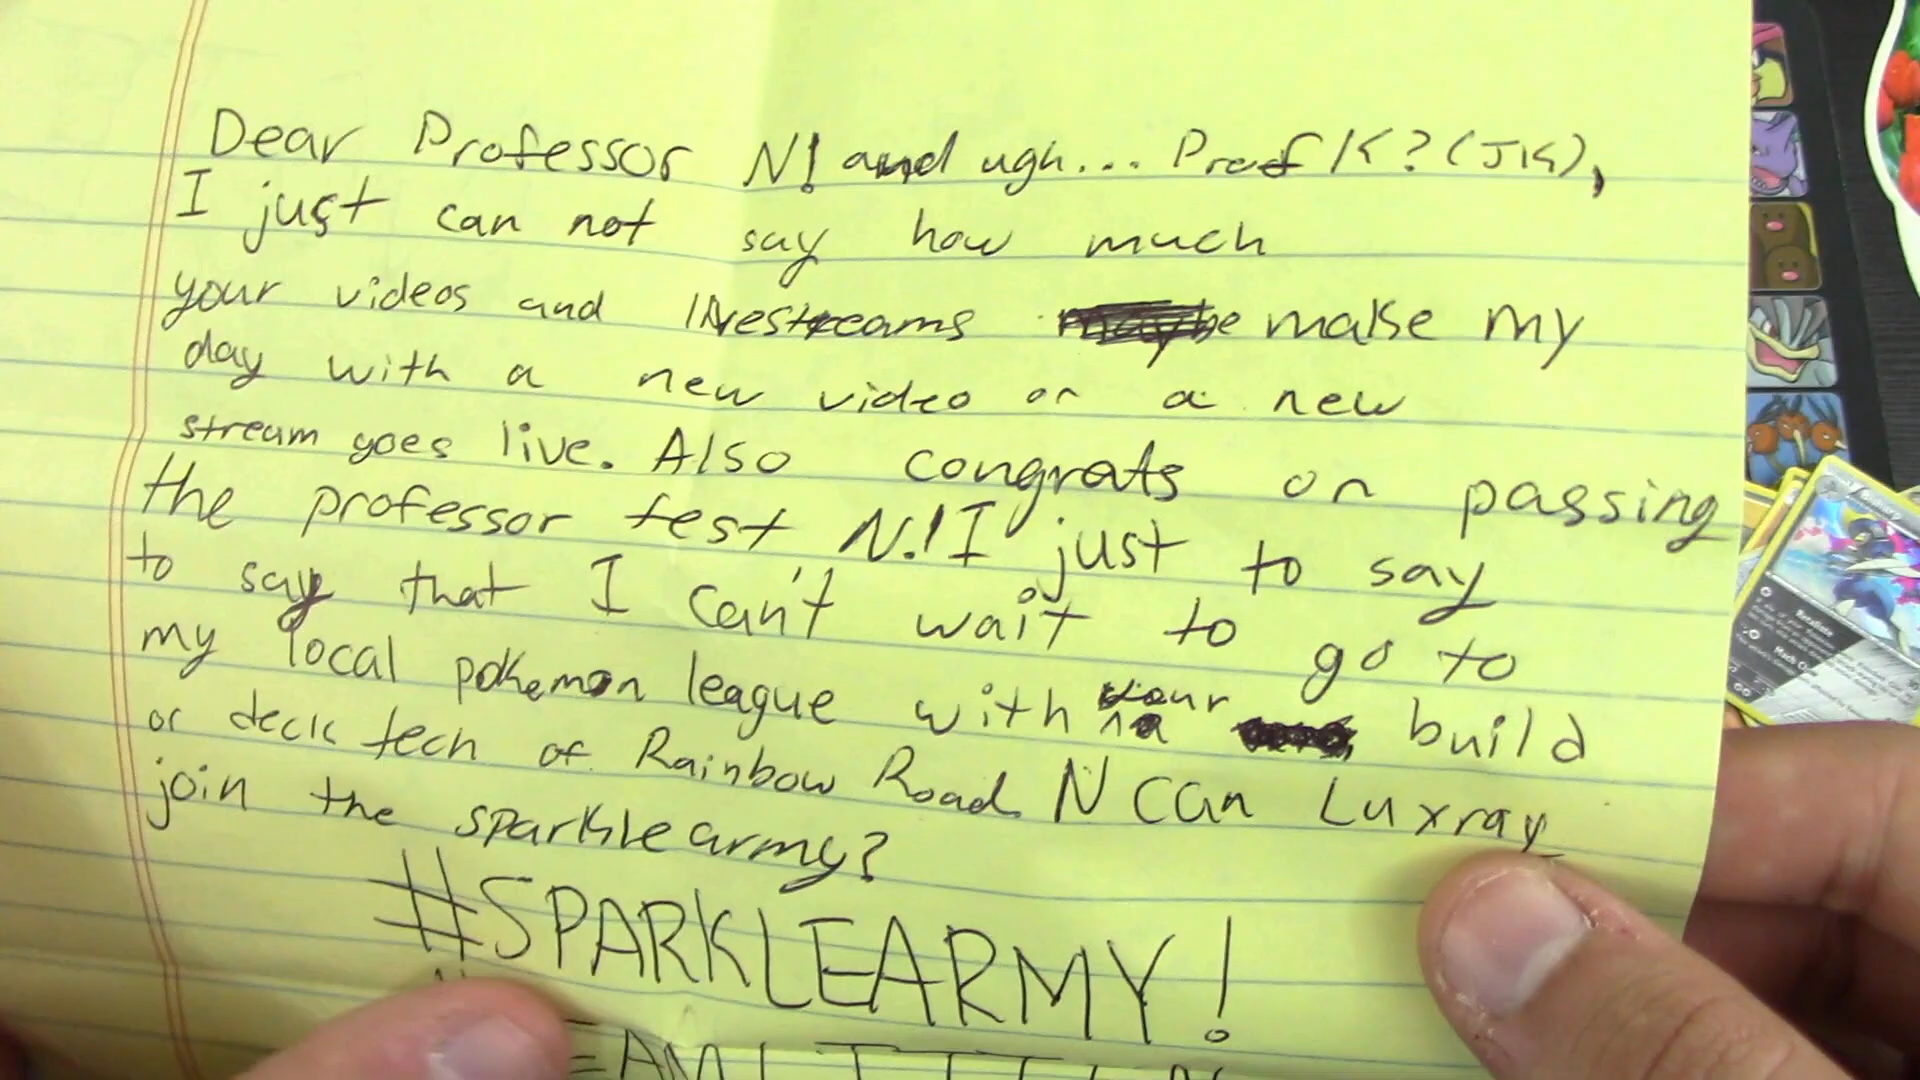 Dear Professor N! and ugh... Prof K? (JK),
I just can not say how much
your videos and livestreams make my
day with a new video or a new
stream goes live. Also congrats on passing
the professor test N! I just to say
to say that I can't wait to go to
my local pokemon league with your build
or deck tech of Rainbow Road N can Luxray
join the sparkle army?
#SPARKLEARMY!